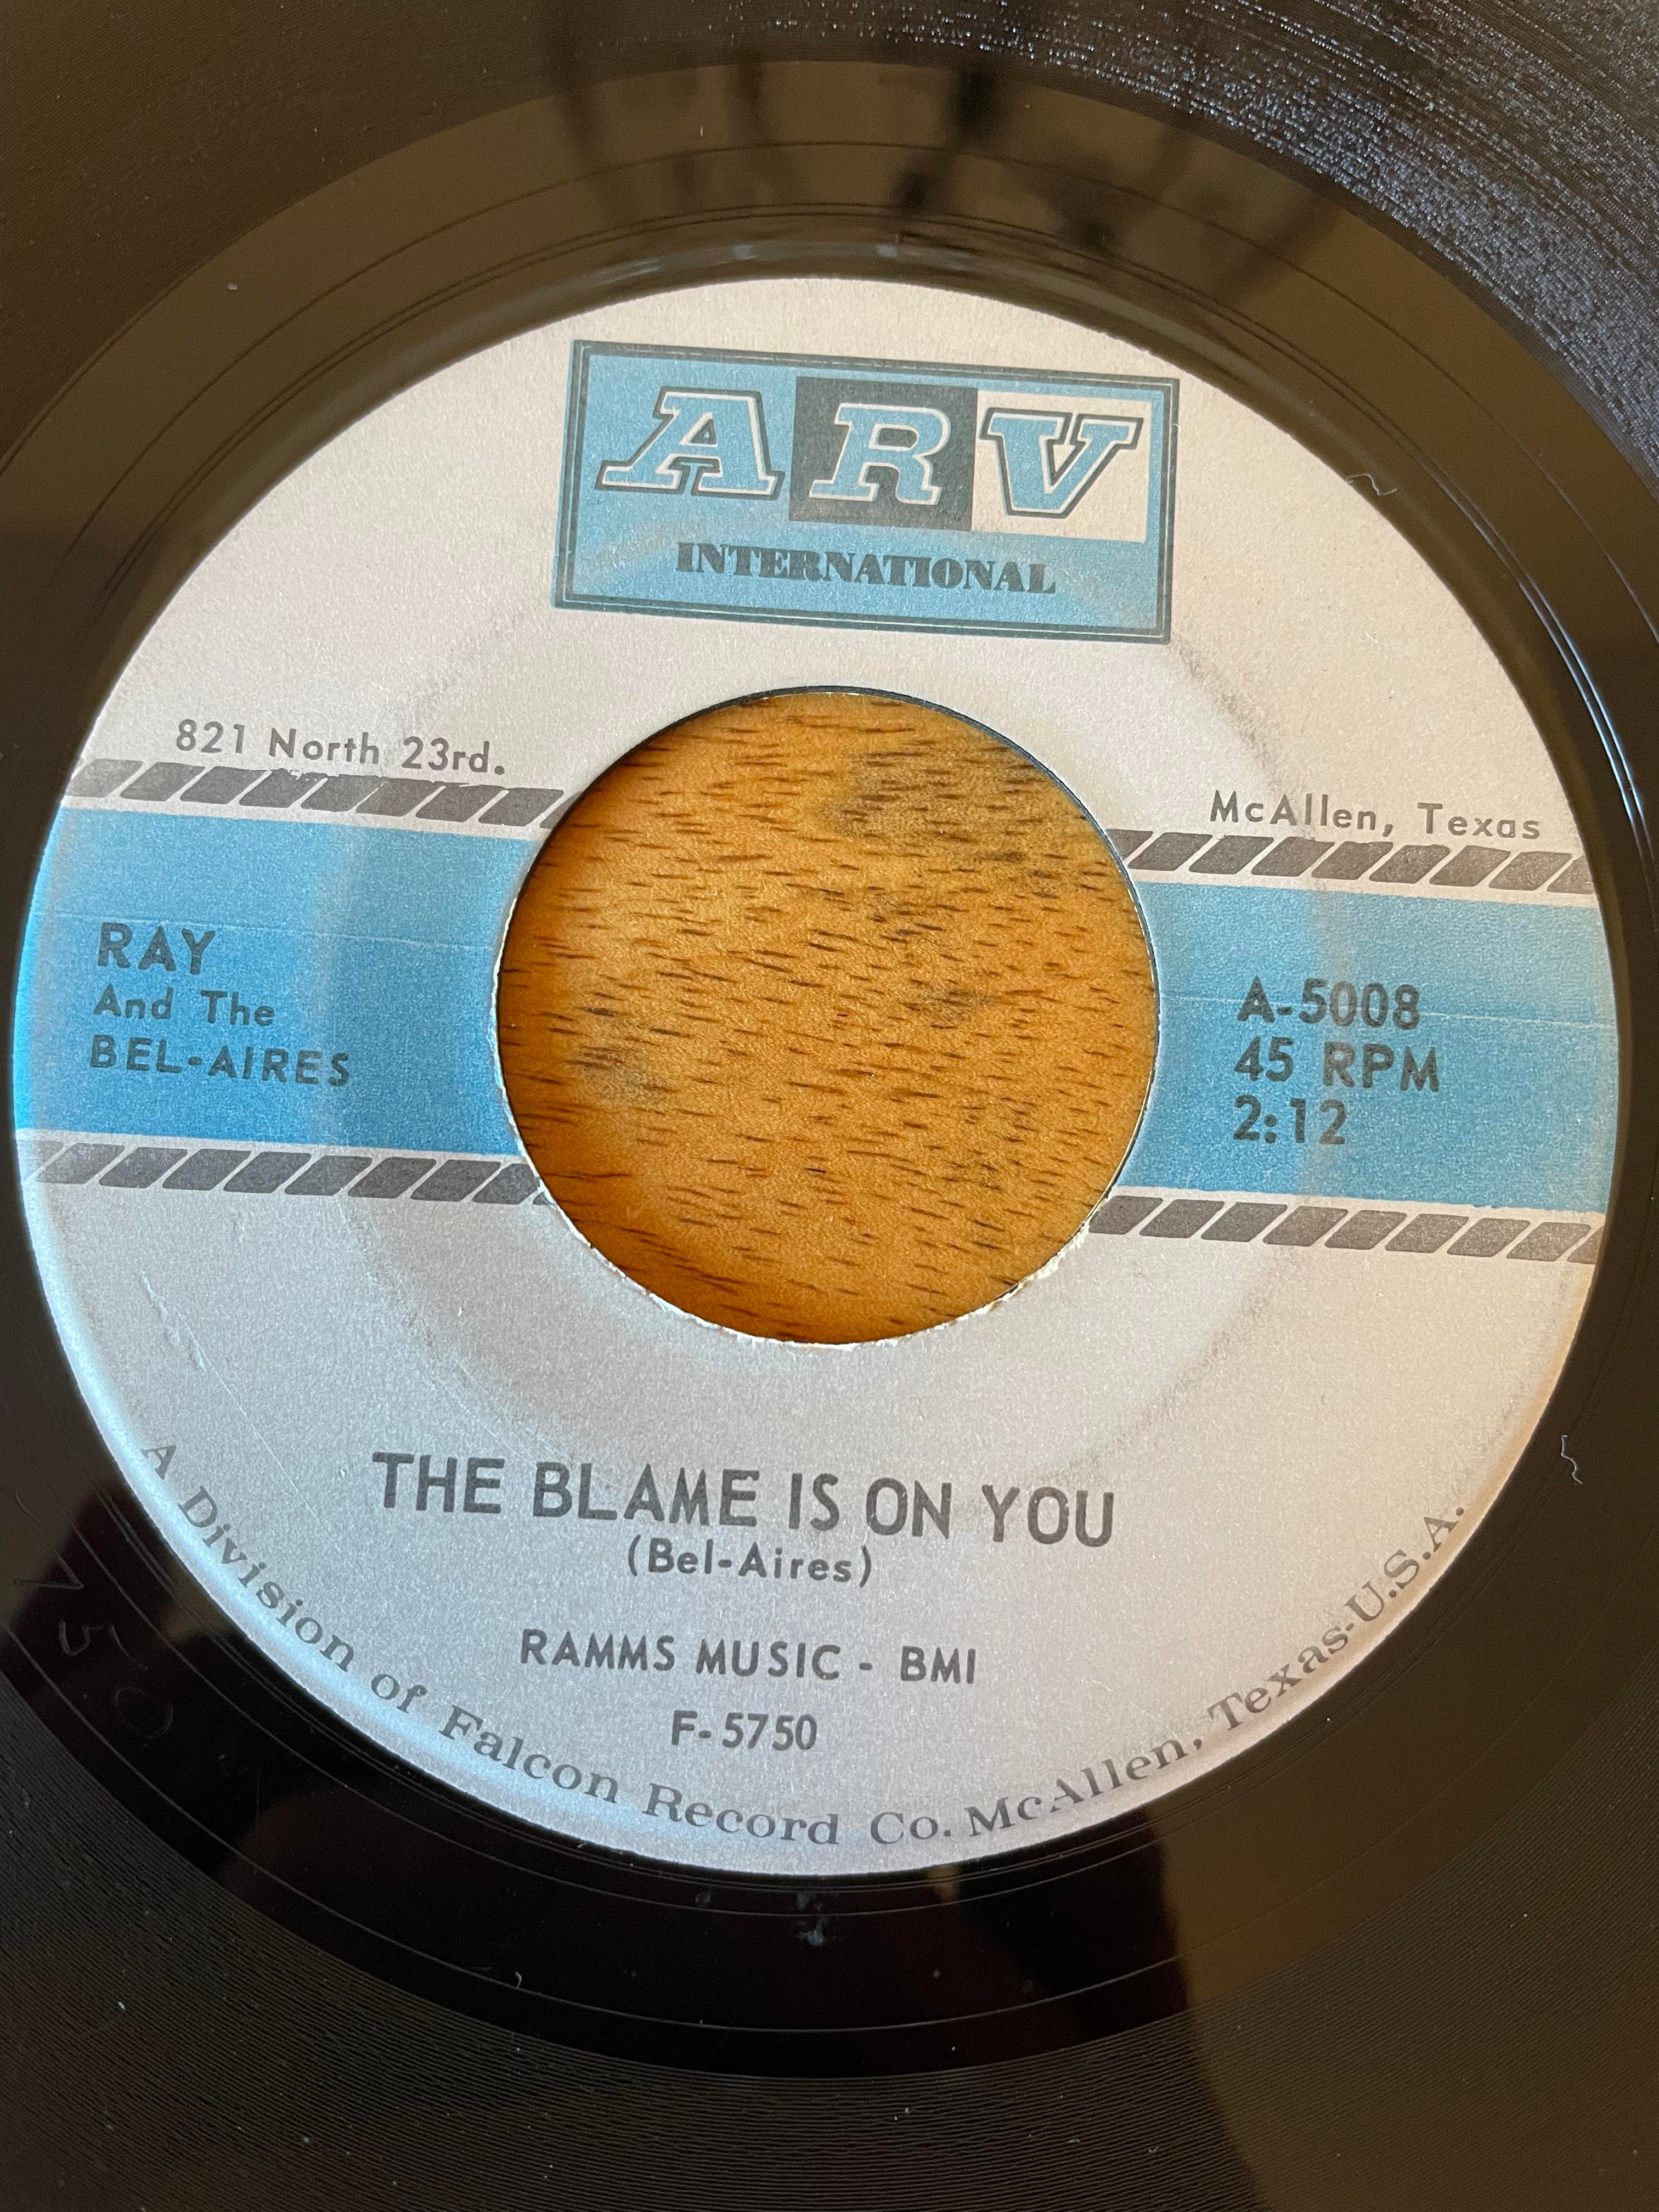 ARV
INTERNATIONAL
821 North 23rd.
McAllen, Texas
RAY
And The
BEL-AIRES
A-5008
45 RPM
2:12
THE BLAME IS ON YOU
(Bel-Aires)
RAMMS MUSIC - BMI
F-5750
A Division of Falcon Record Co. McAllen, Texas-U.S.A.